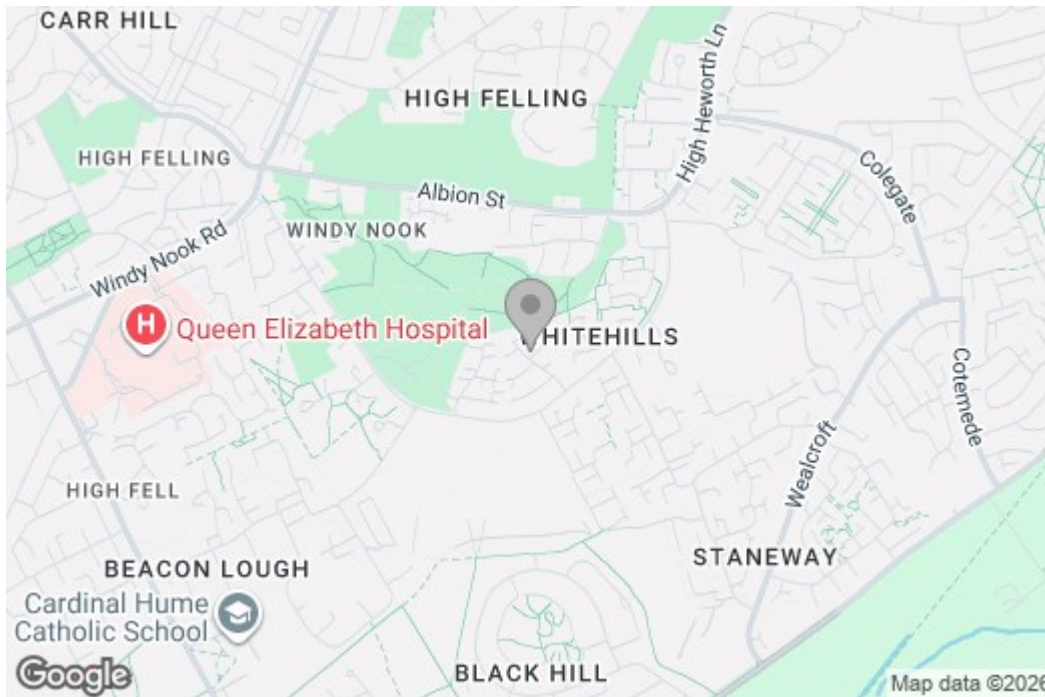 CARR HILL
HIGH FELLING
High Heworth Ln
HIGH FELLING
Colegate
Albion St
WINDY NOOK
Windy Nook Rd
H Queen Elizabeth Hospital
WHITEHILLS
Cotemede
Wealcroft
HIGH FELL
STANEWAY
BEACON LOUGH
Cardinal Hume
Catholic School
BLACK HILL
Google
Map data ©2026